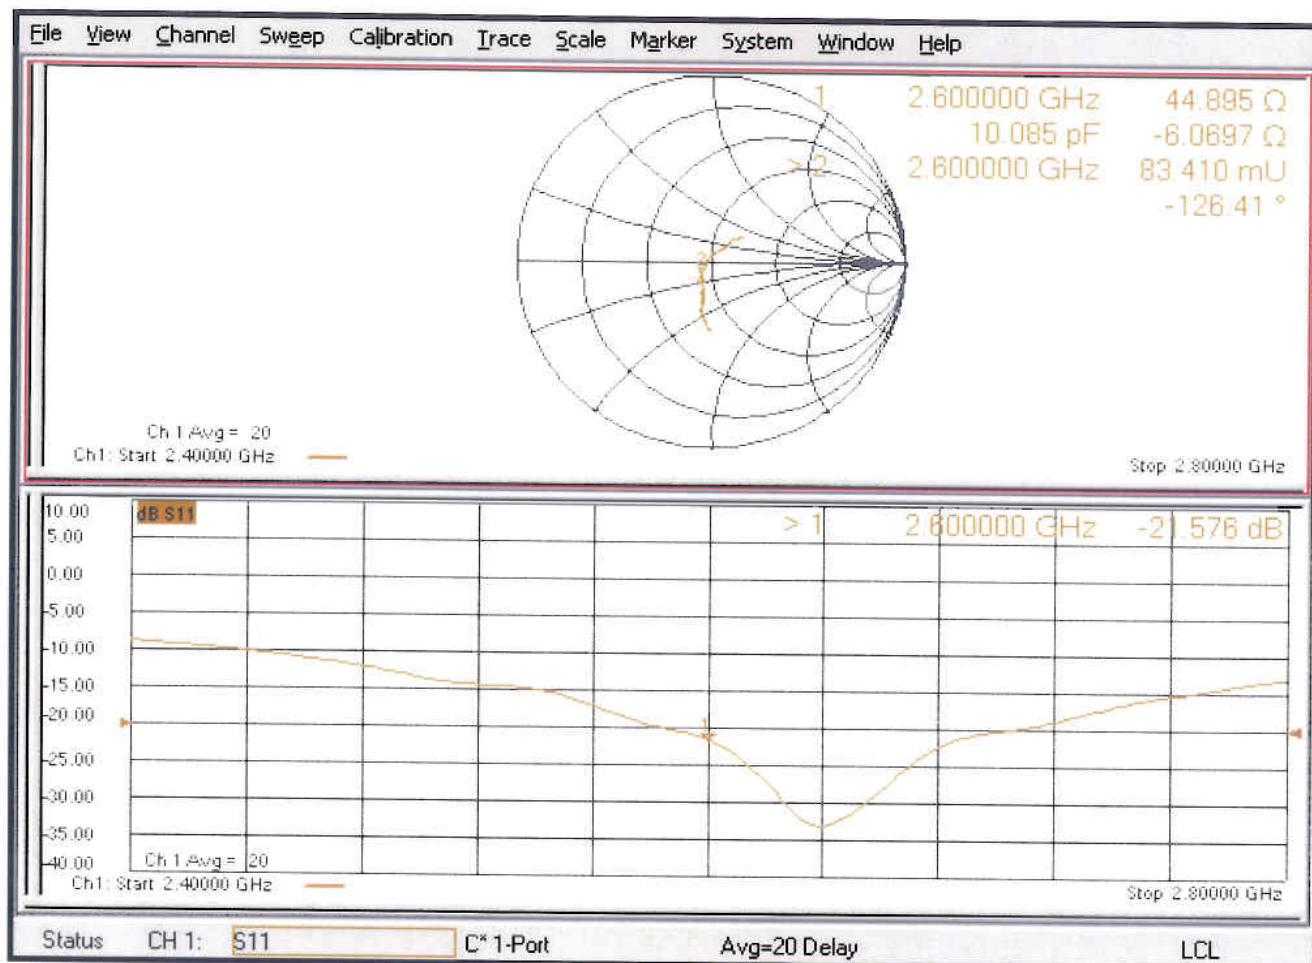 File View Channel Sweep Calibration Trace Scale Marker System Window Help
1 2.600000 GHz 44.895 Ω
10.085 pF -6.0697 Ω
> 2 2.600000 GHz 83.410 mU
-126.41 °
2
Ch 1 Avg = 20
Ch1: Start 2.40000 GHz
Stop 2.80000 GHz
10.00
dB S11
> 1 2.600000 GHz -21.576 dB
5.00
0.00
-5.00
-10.00
-15.00
-20.00
1
-25.00
-30.00
-35.00
-40.00
Ch 1 Avg = 20
Ch1: Start 2.40000 GHz
Stop 2.80000 GHz
Status CH 1: S11 C* 1-Port Avg=20 Delay LCL